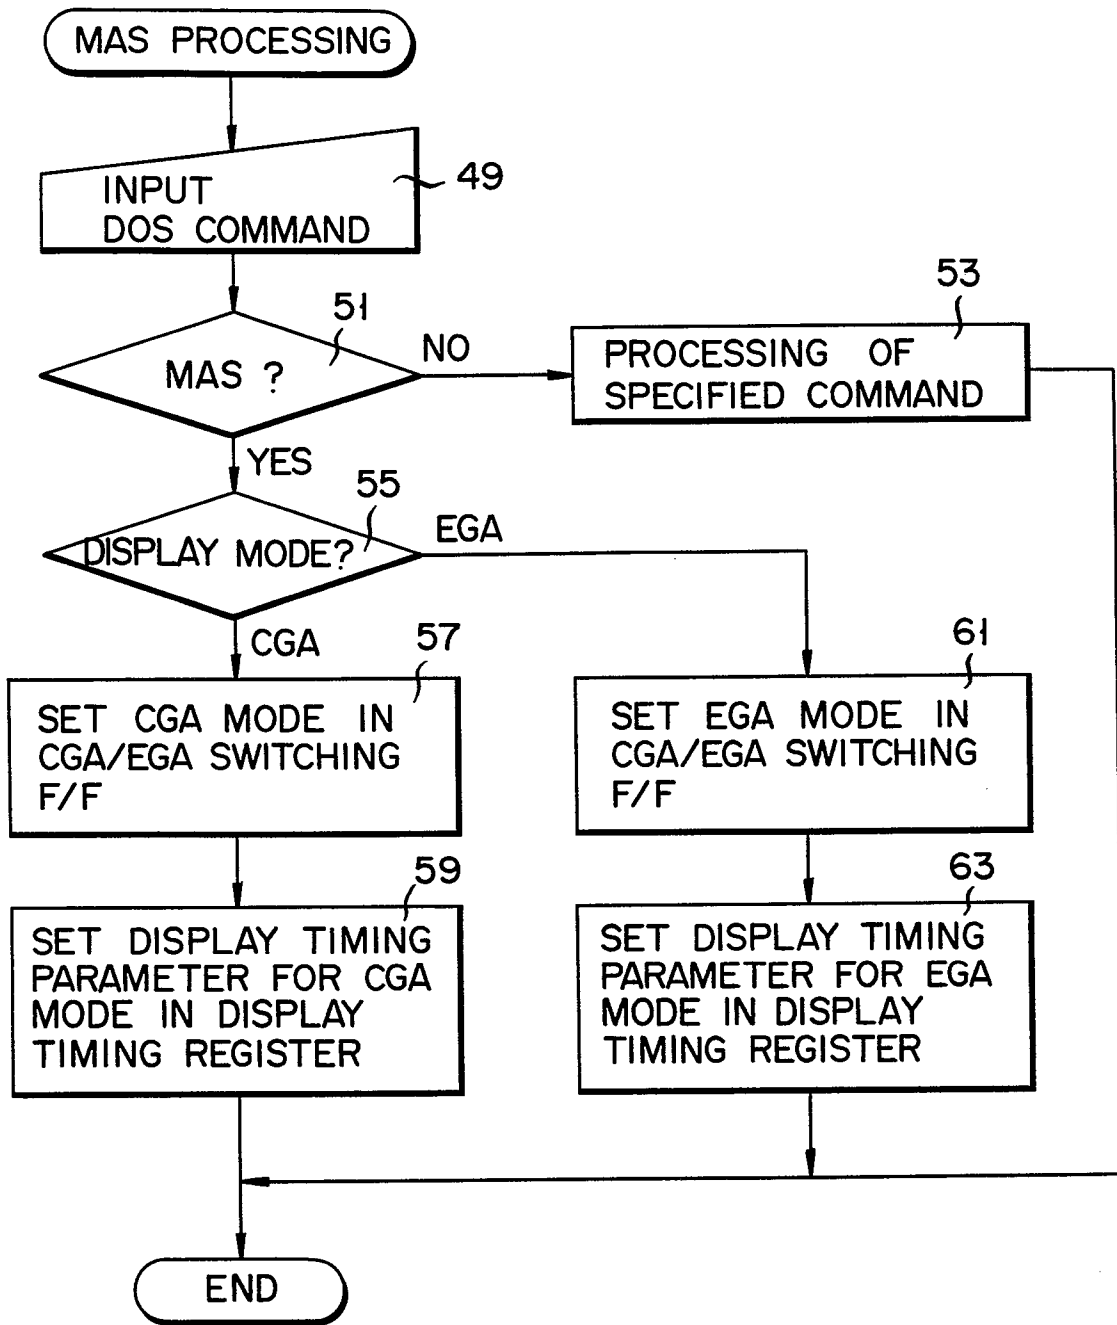 MAS PROCESSING
49
INPUT
DOS COMMAND
51
MAS ?
NO
53
PROCESSING OF
SPECIFIED COMMAND
YES
55
DISPLAY MODE?
EGA
CGA
57
SET CGA MODE IN
CGA/EGA SWITCHING
F/F
61
SET EGA MODE IN
CGA/EGA SWITCHING
F/F
59
SET DISPLAY TIMING
PARAMETER FOR CGA
MODE IN DISPLAY
TIMING REGISTER
63
SET DISPLAY TIMING
PARAMETER FOR EGA
MODE IN DISPLAY
TIMING REGISTER
END